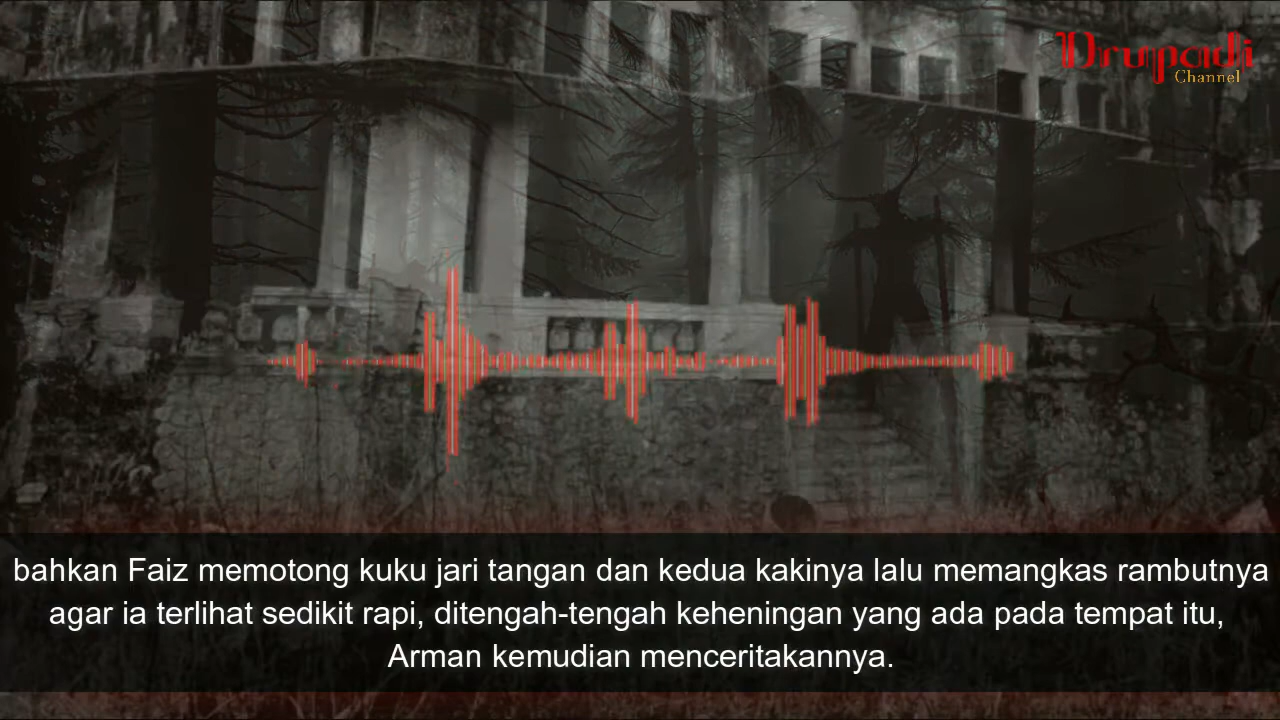 Drupadi
Channel
bahkan Faiz memotong kuku jari tangan dan kedua kakinya lalu memangkas rambutnya
agar ia terlihat sedikit rapi, ditengah-tengah keheningan yang ada pada tempat itu,
Arman kemudian menceritakannya.